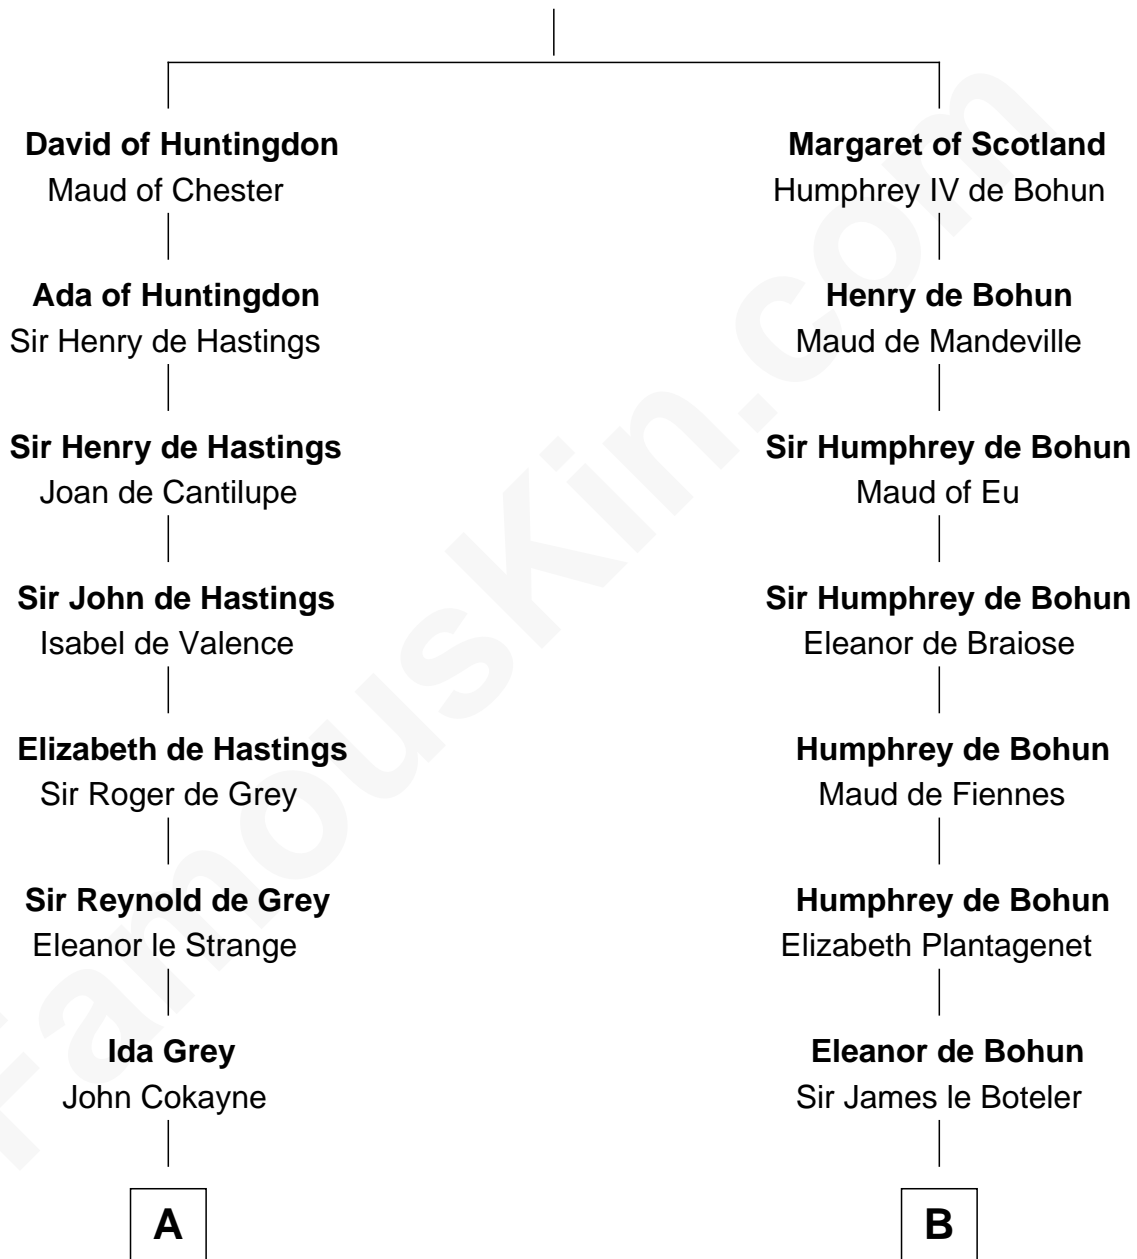 David of Huntingdon
Maud of Chester
Ada of Huntingdon
Sir Henry de Hastings
Sir Henry de Hastings
Joan de Cantilupe
Sir John de Hastings
Isabel de Valence
Elizabeth de Hastings
Sir Roger de Grey
Sir Reynold de Grey
Eleanor le Strange
Ida Grey
John Cokayne
A
Margaret of Scotland
Humphrey IV de Bohun
Henry de Bohun
Maud de Mandeville
Sir Humphrey de Bohun
Maud of Eu
Sir Humphrey de Bohun
Eleanor de Braiose
Humphrey de Bohun
Maud de Fiennes
Humphrey de Bohun
Elizabeth Plantagenet
Eleanor de Bohun
Sir James le Boteler
B
FamousKin.com